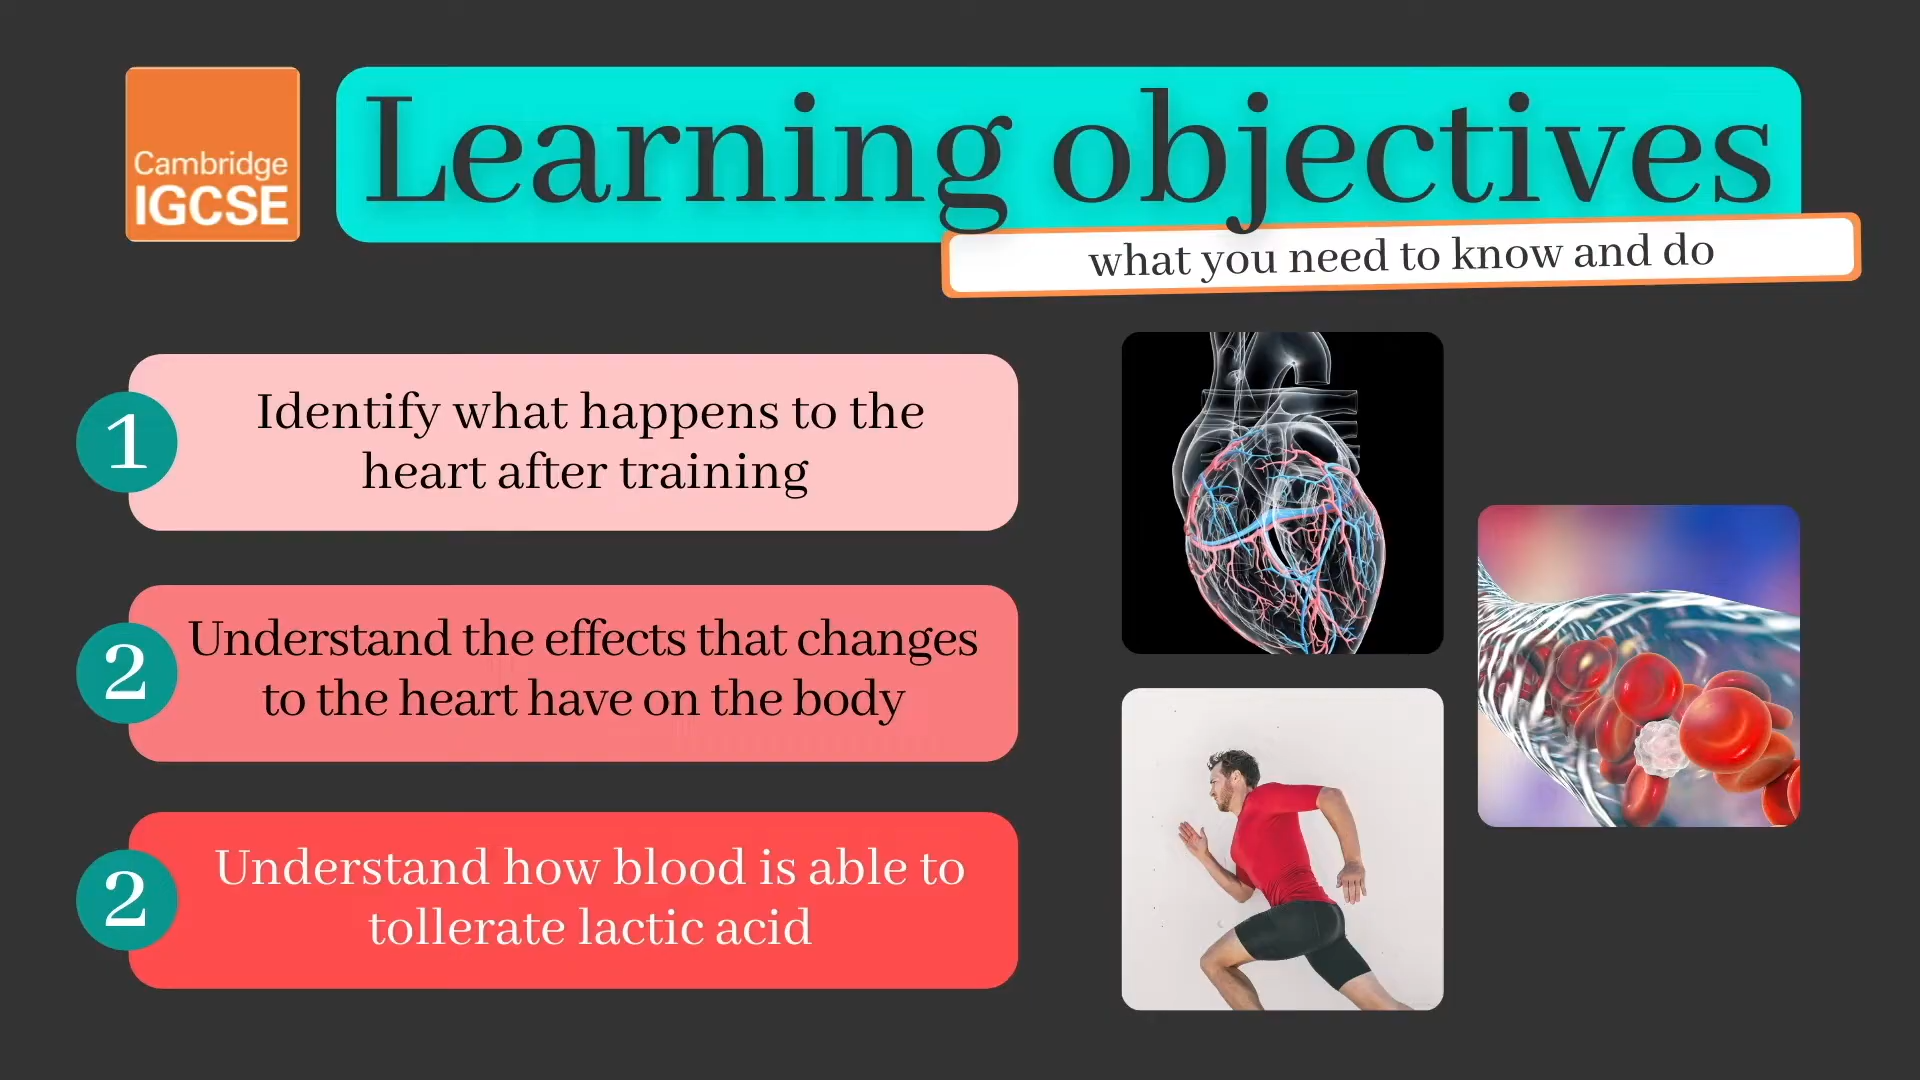 Cambridge
IGCSE
Learning objectives
what you need to know and do
1
Identify what happens to the
heart after training
2
Understand the effects that changes
to the heart have on the body
2
Understand how blood is able to
tollerate lactic acid